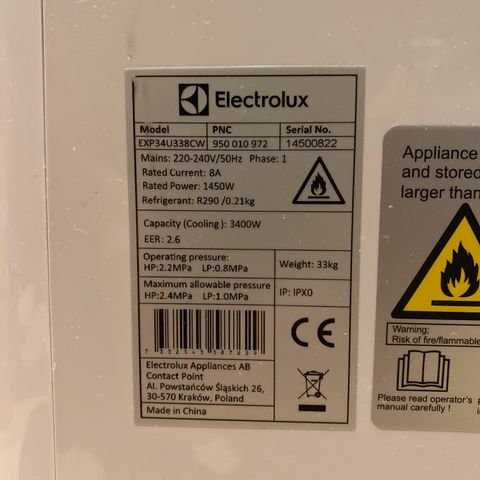 Electrolux
Model PNC Serial No.
EXP34U338CW 950 010 972 14500822
Mains: 220-240V/50Hz Phase: 1
Rated Current: 8A
Rated Power: 1450W
Refrigerant: R290 /0.21kg
Capacity (Cooling): 3400W
EER: 2.6
Operating pressure:
HP:2.2MPa LP:0.8MPa
Weight: 33kg
Maximum allowable pressure
HP:2.4MPa LP:1.0MPa
IP: IPX0
7 332543 587629
CE
Electrolux Appliances AB
Contact Point
Al. Powstańców Śląskich 26,
30-570 Kraków, Poland
Made in China
Appliance
and stored
larger than
Warning;
Risk of fire/flammable
Please read operator's
manual carefully !